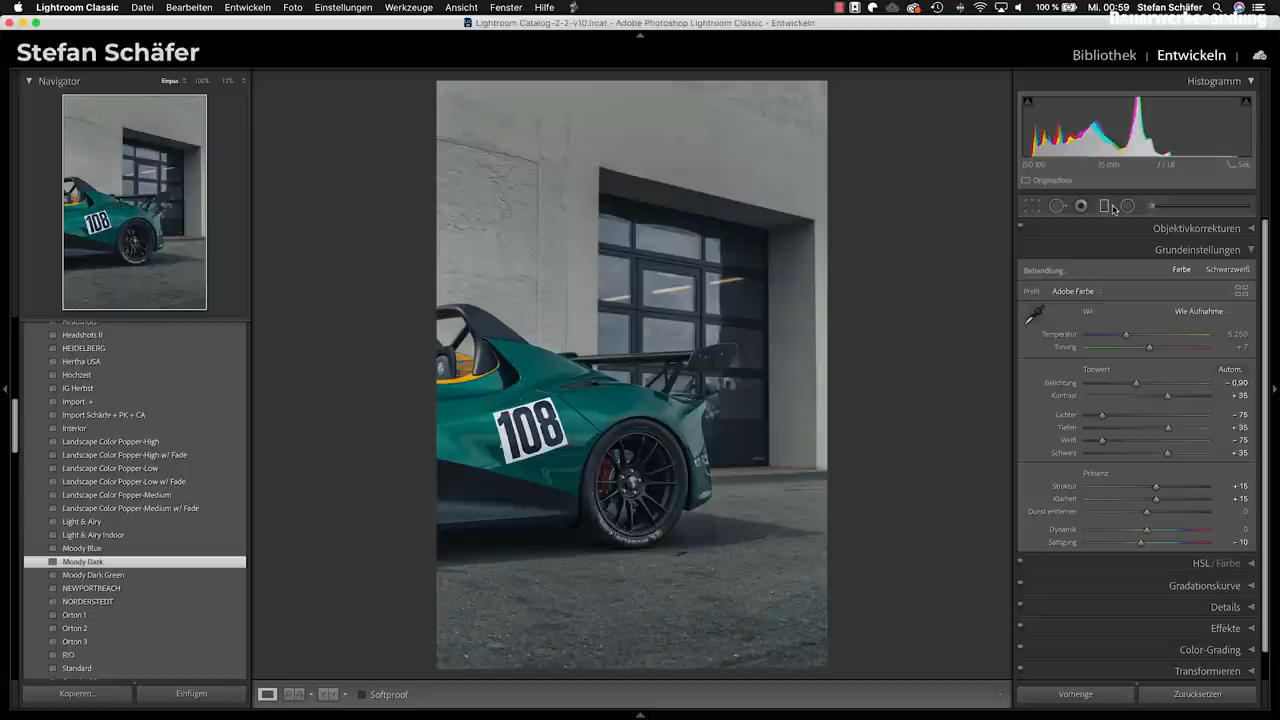 Lightroom Classic Datei Bearbeiten Entwickeln Foto Einstellungen Werkzeuge Ansicht Fenster Hilfe 100 % Mi. 00:59 Stefan Schäfer
Lightroom Catalog-2-2-v10.lrcat - Adobe Photoshop Lightroom Classic - Entwickeln
Stefan Schäfer
Bibliothek Entwickeln
Navigator Einpas. 100% 12%
Histogramm
ISO 100 35 mm ƒ / 1,8 Sek.
Originalfoto
Objektivkorrekturen
Grundeinstellungen
Behandlung: Farbe Schwarzweiß
Profil Adobe Farbe
WA: Wie Aufnahme
Temperatur 5.250
Tonung + 7
Tonwert Autom.
Belichtung − 0,90
Kontrast + 35
Lichter − 75
Tiefen + 35
Weiß − 75
Schwarz + 35
Präsenz
Struktur + 15
Klarheit + 15
Dunst entfernen 0
Dynamik 0
Sättigung − 10
HSL / Farbe
Gradationskurve
Details
Effekte
Color-Grading
Transformieren
Vorherige Zurücksetzen
Headshots
Headshots II
HEIDELBERG
Hertha USA
Hochzeit
IG Herbst
Import +
Import Schärfe + PK + CA
Interior
Landscape Color Popper-High
Landscape Color Popper-High w/ Fade
Landscape Color Popper-Low
Landscape Color Popper-Low w/ Fade
Landscape Color Popper-Medium
Landscape Color Popper-Medium w/ Fade
Light & Airy
Light & Airy Indoor
Moody Blue
Moody Dark
Moody Dark Green
NEWPORTBEACH
NORDERSTEDT
Orton 1
Orton 2
Orton 3
RIO
Standard
Kopieren... Einfügen
Softproof
108
108